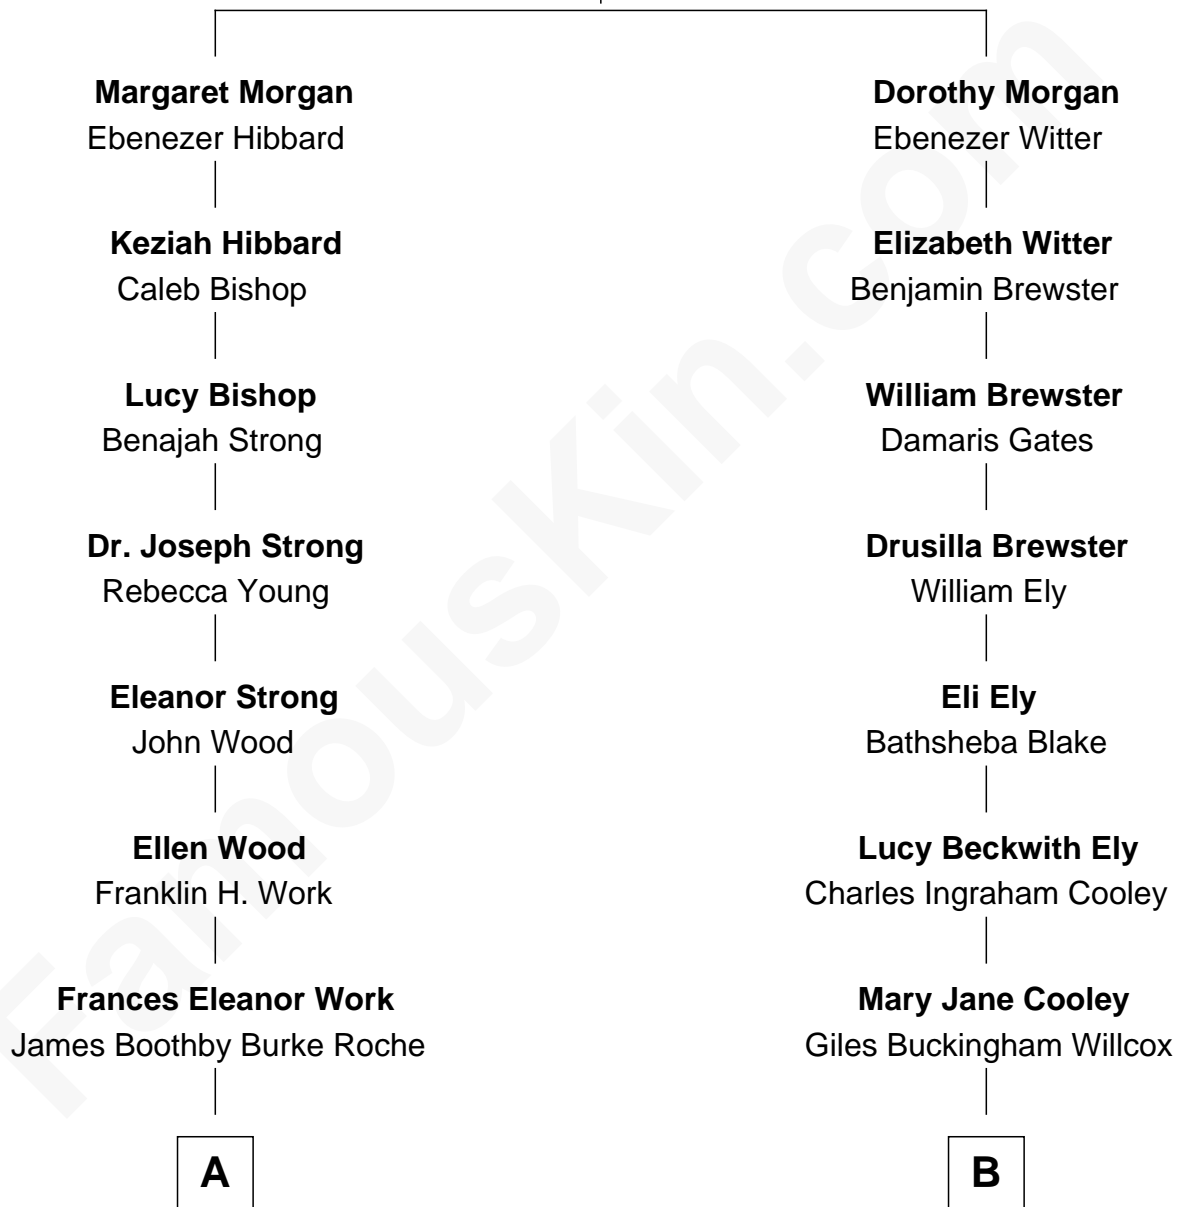 Margaret Morgan
Ebenezer Hibbard
Keziah Hibbard
Caleb Bishop
Lucy Bishop
Benajah Strong
Dr. Joseph Strong
Rebecca Young
Eleanor Strong
John Wood
Ellen Wood
Franklin H. Work
Frances Eleanor Work
James Boothby Burke Roche
A
Dorothy Morgan
Ebenezer Witter
Elizabeth Witter
Benjamin Brewster
William Brewster
Damaris Gates
Drusilla Brewster
William Ely
Eli Ely
Bathsheba Blake
Lucy Beckwith Ely
Charles Ingraham Cooley
Mary Jane Cooley
Giles Buckingham Willcox
B
FamousKin.com